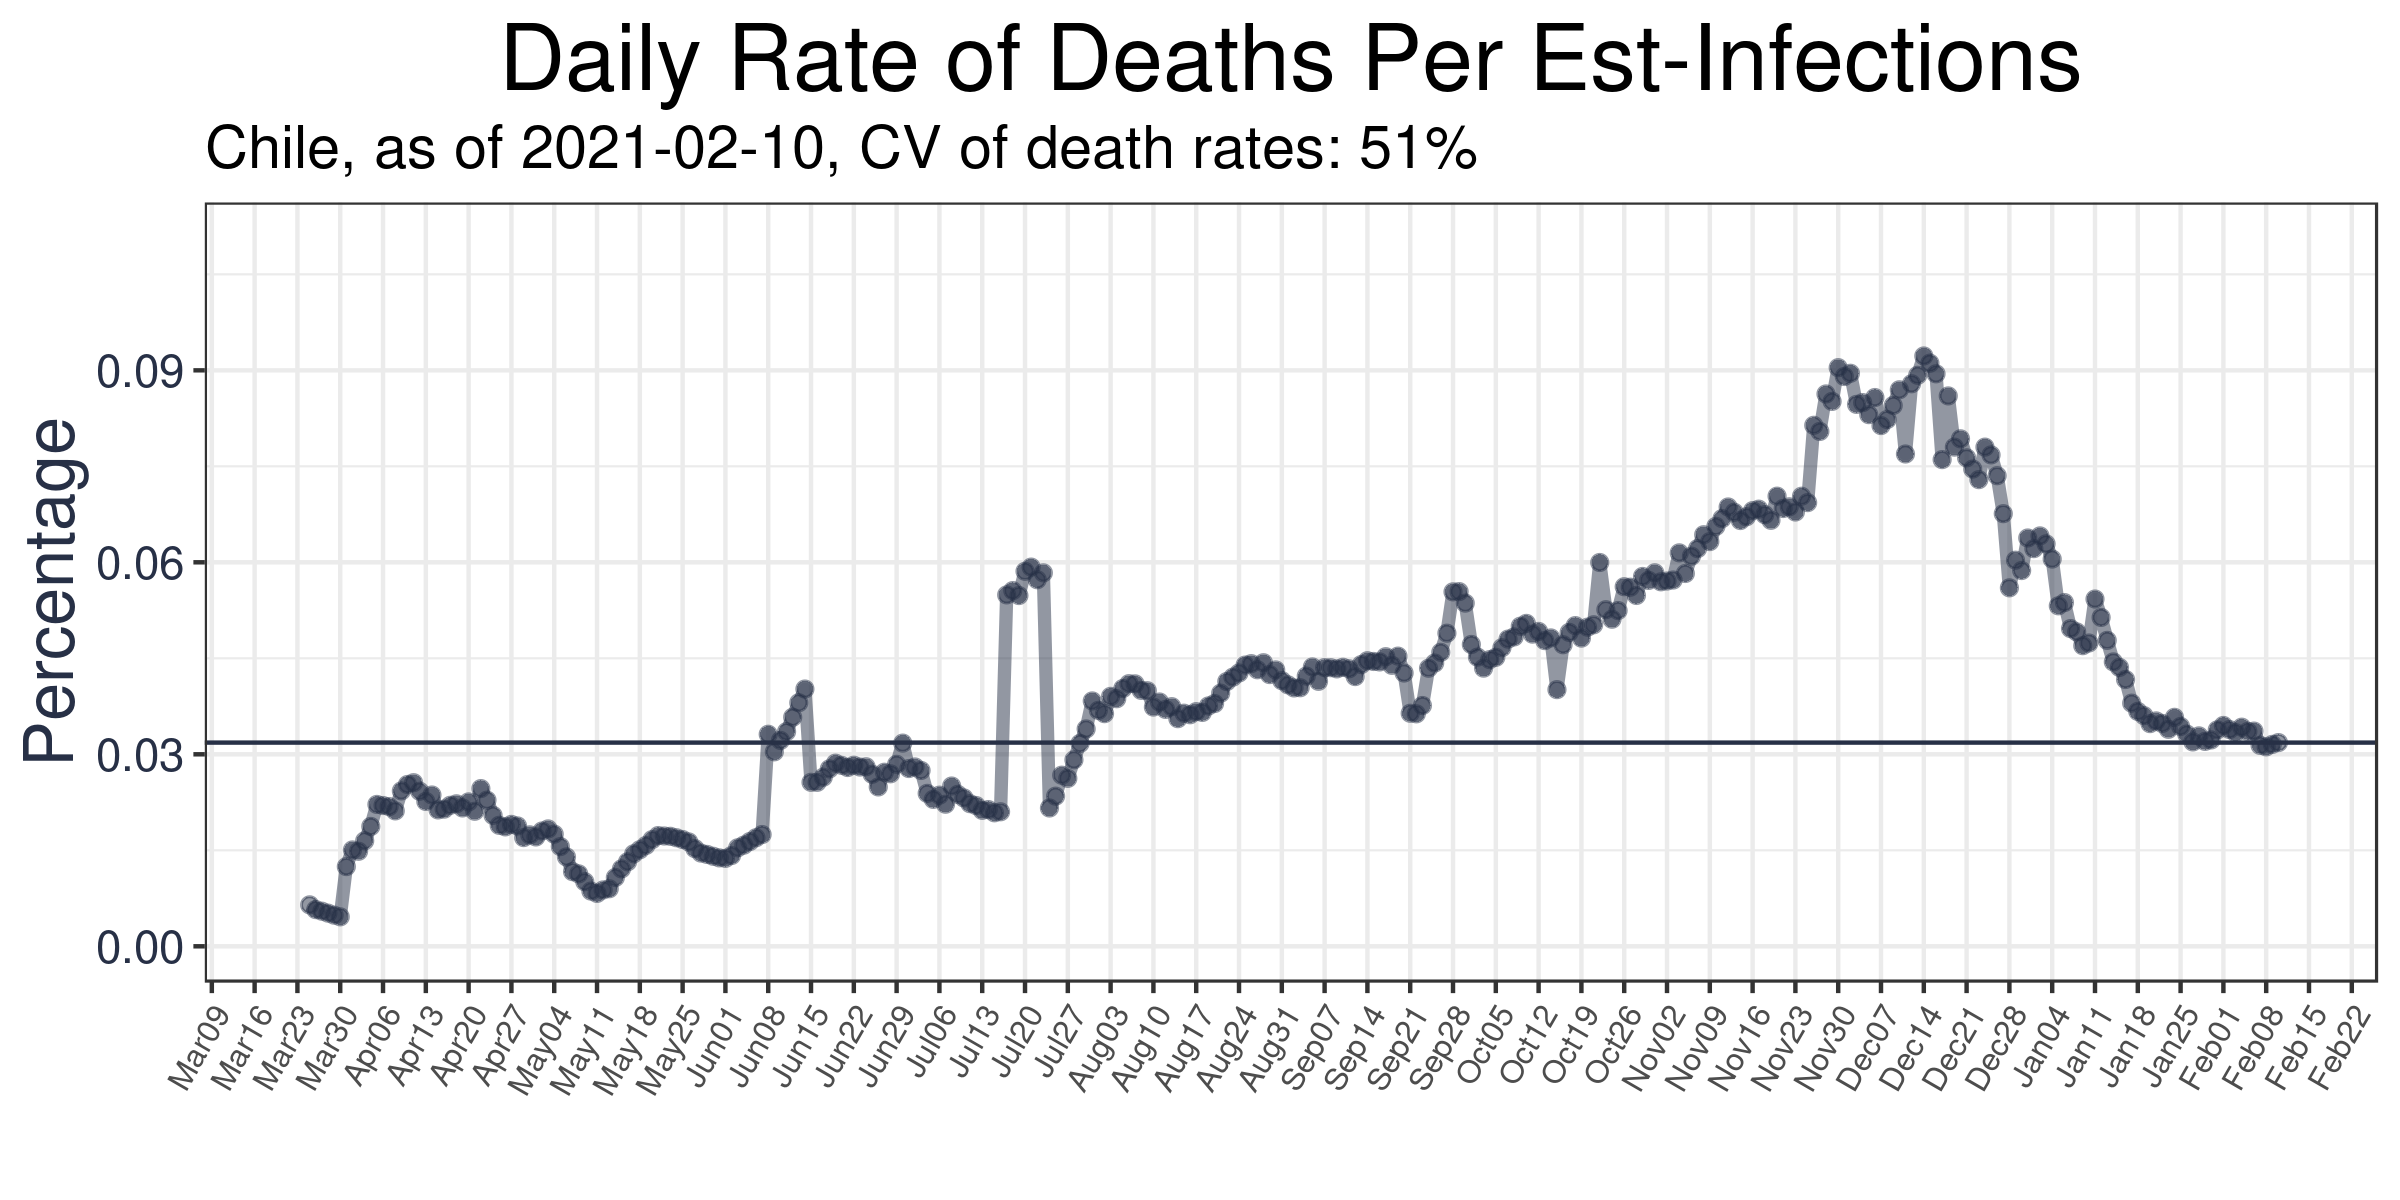 Daily Rate of Deaths Per Est-Infections
Chile, as of 2021-02-10, CV of death rates: 51%
Percentage
0.09
0.06
0.03
0.00
Mar09
Mar16
Mar23
Mar30
Apr06
Apr13
Apr20
Apr27
May04
May11
May18
May25
Jun01
Jun08
Jun15
Jun22
Jun29
Jul06
Jul13
Jul20
Jul27
Aug03
Aug10
Aug17
Aug24
Aug31
Sep07
Sep14
Sep21
Sep28
Oct05
Oct12
Oct19
Oct26
Nov02
Nov09
Nov16
Nov23
Nov30
Dec07
Dec14
Dec21
Dec28
Jan04
Jan11
Jan18
Jan25
Feb01
Feb08
Feb15
Feb22